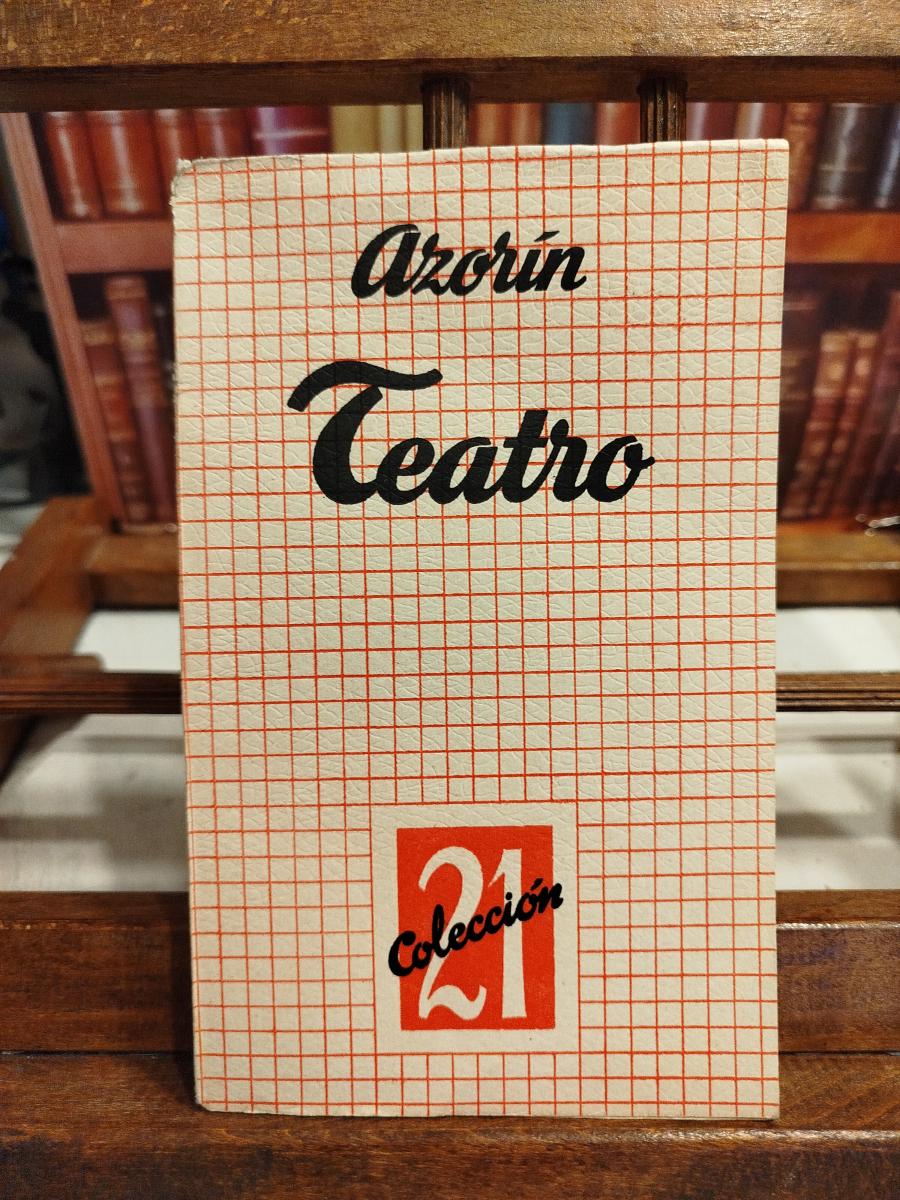 Azorín
Teatro
21
Colección